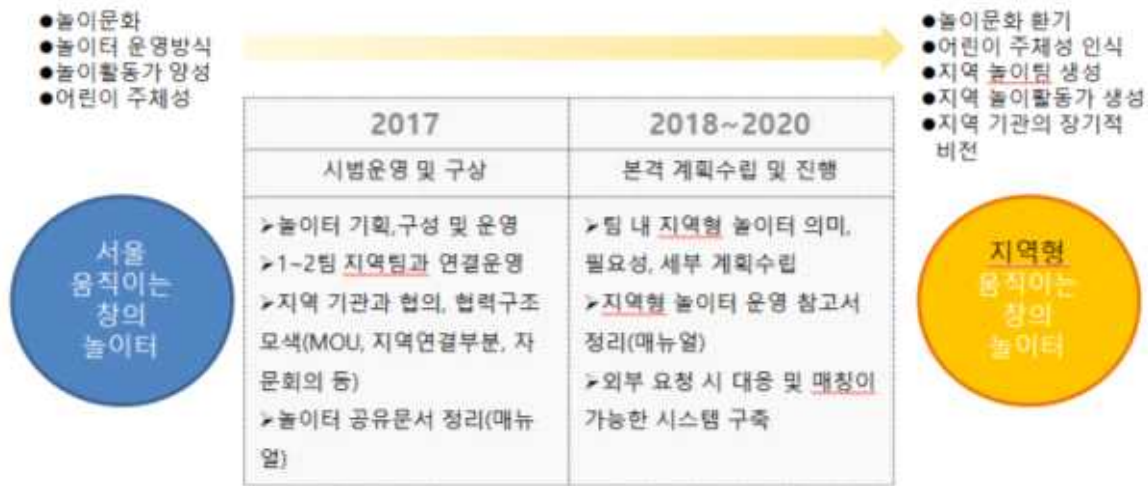 ●놀이문화
●놀이터 운영방식
●놀이활동가 양성
●어린이 주체성
●놀이문화 환기
●어린이 주체성 인식
●지역 놀이팀 생성
●지역 놀이활동가 생성
●지역 기관의 장기적
비전
서울
움직이는
창의
놀이터
2017
시범운영 및 구상
➢놀이터 기획,구성 및 운영
➢1~2팀 지역팀과 연결운영
➢지역 기관과 협의, 협력구조
모색(MOU, 지역연결부분, 자
문회의 등)
➢놀이터 공유문서 정리(매뉴
얼)
2018~2020
본격 계획수립 및 진행
➢팀 내 지역형 놀이터 의미,
필요성, 세부 계획수립
➢지역형 놀이터 운영 참고서
정리(매뉴얼)
➢외부 요청 시 대응 및 매칭이
가능한 시스템 구축
지역형
움직이는
창의
놀이터